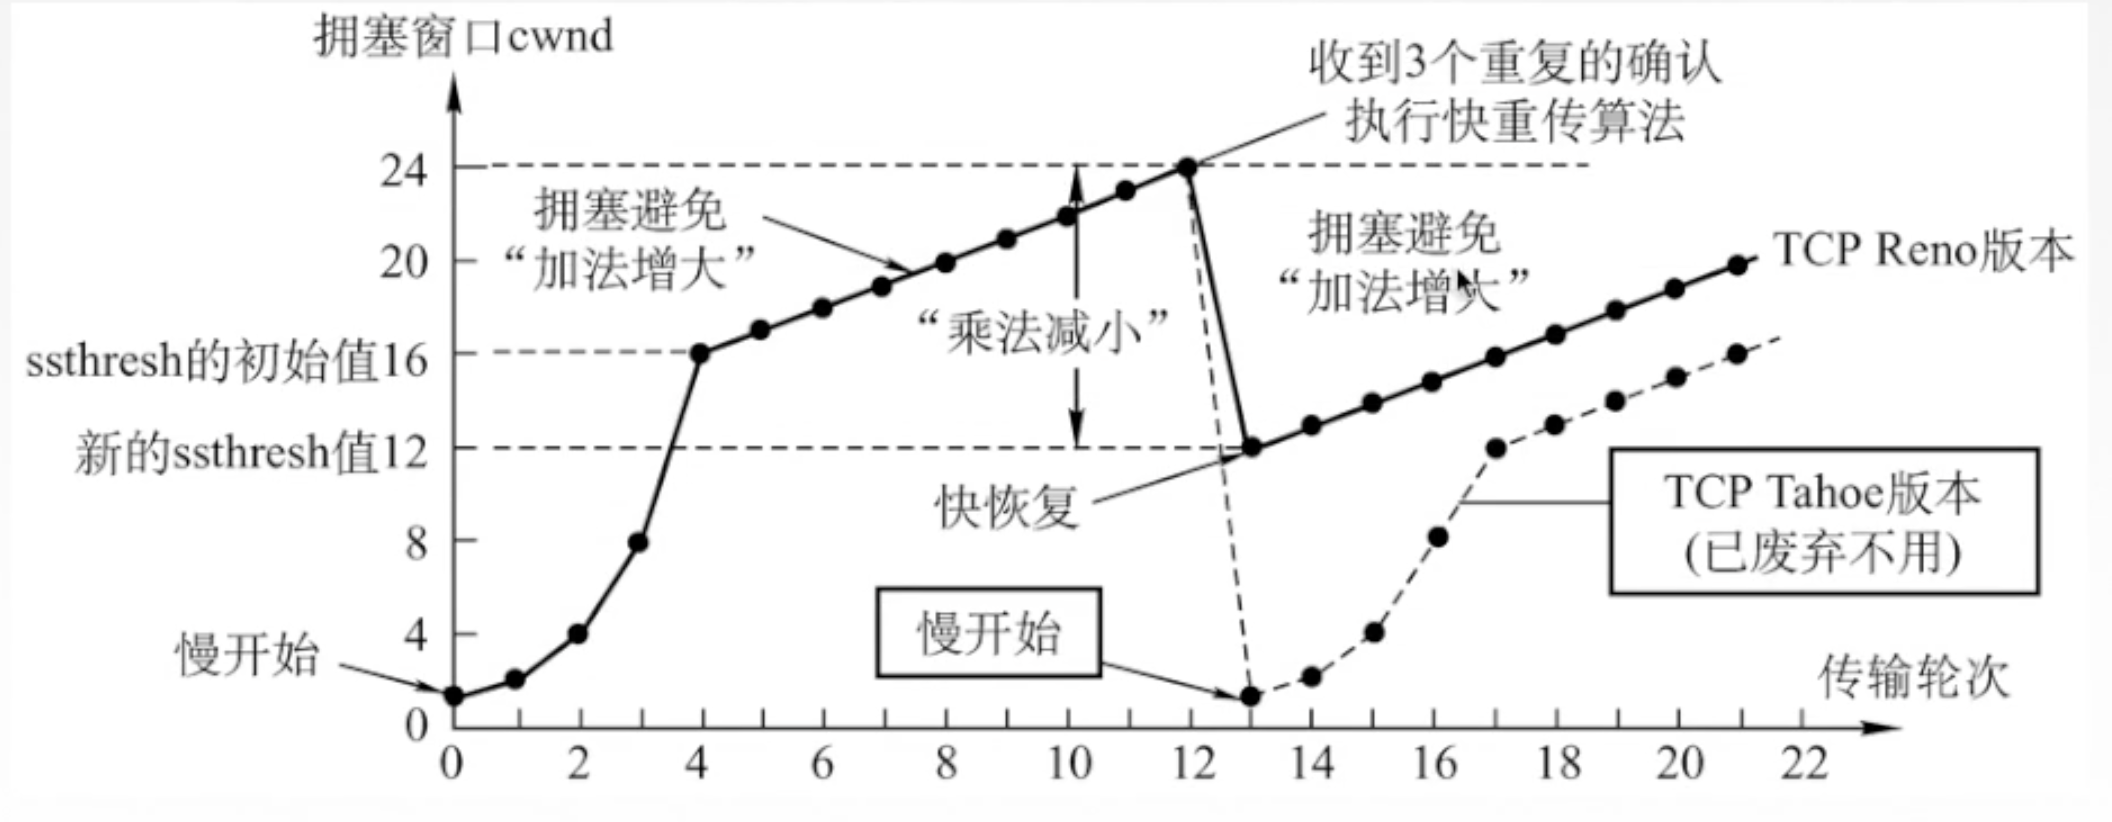 拥塞窗口cwnd
收到3个重复的确认
执行快重传算法
24
拥塞避免
“加法增大”
拥塞避免
“加法增大”
TCP Reno版本
20
“乘法减小”
ssthresh的初始值16
新的ssthresh值12
快恢复
TCP Tahoe版本
(已废弃不用)
8
慢开始
4
慢开始
传输轮次
0
0 2 4 6 8 10 12 14 16 18 20 22